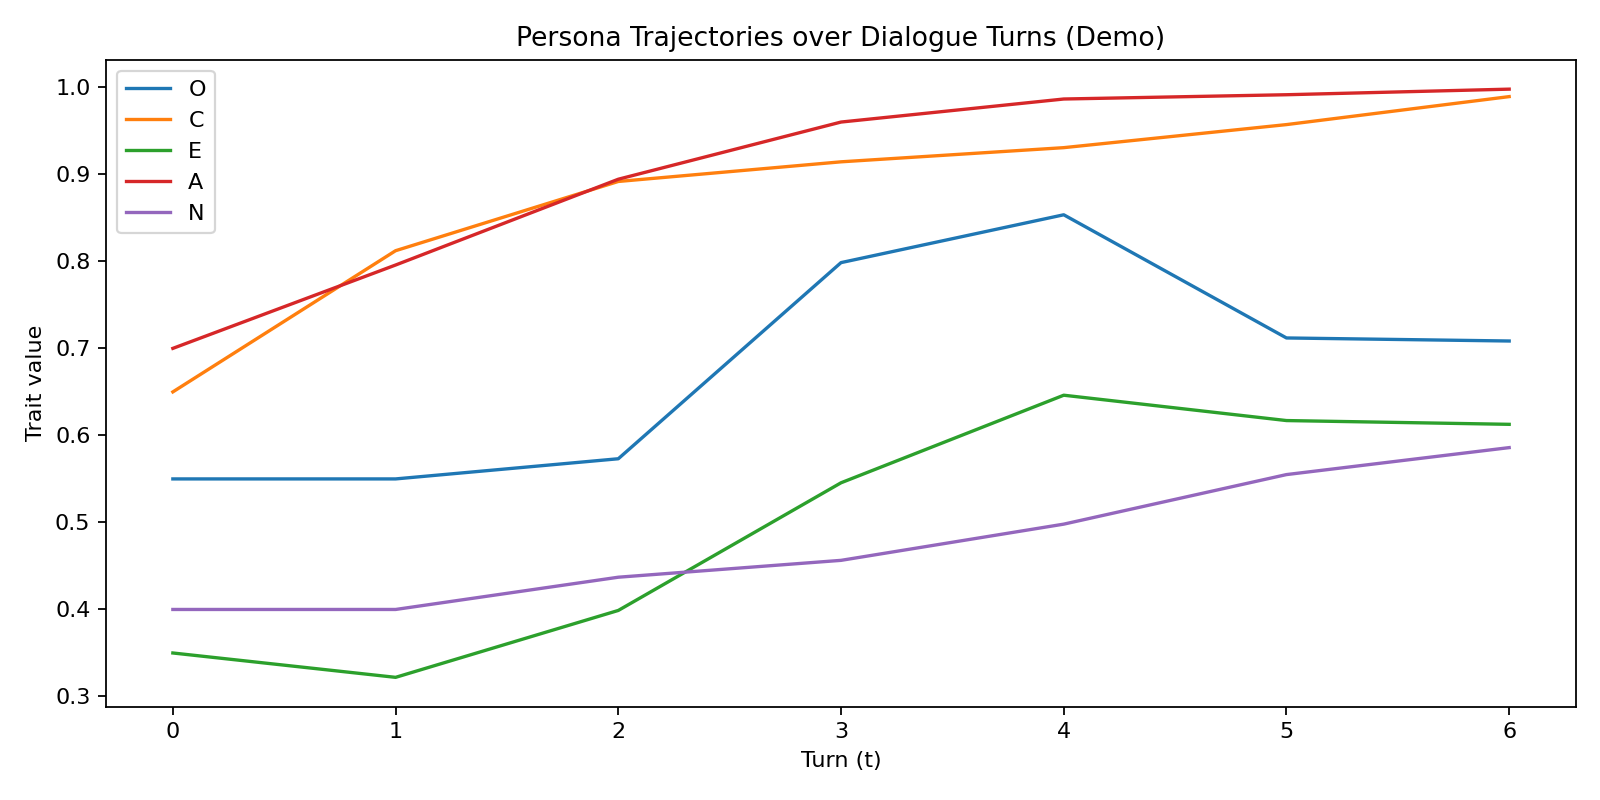 Persona Trajectories over Dialogue Turns (Demo)
O
C
E
A
N
1.0
0.9
0.8
0.7
0.6
0.5
0.4
0.3
Trait value
0 1 2 3 4 5 6
Turn (t)